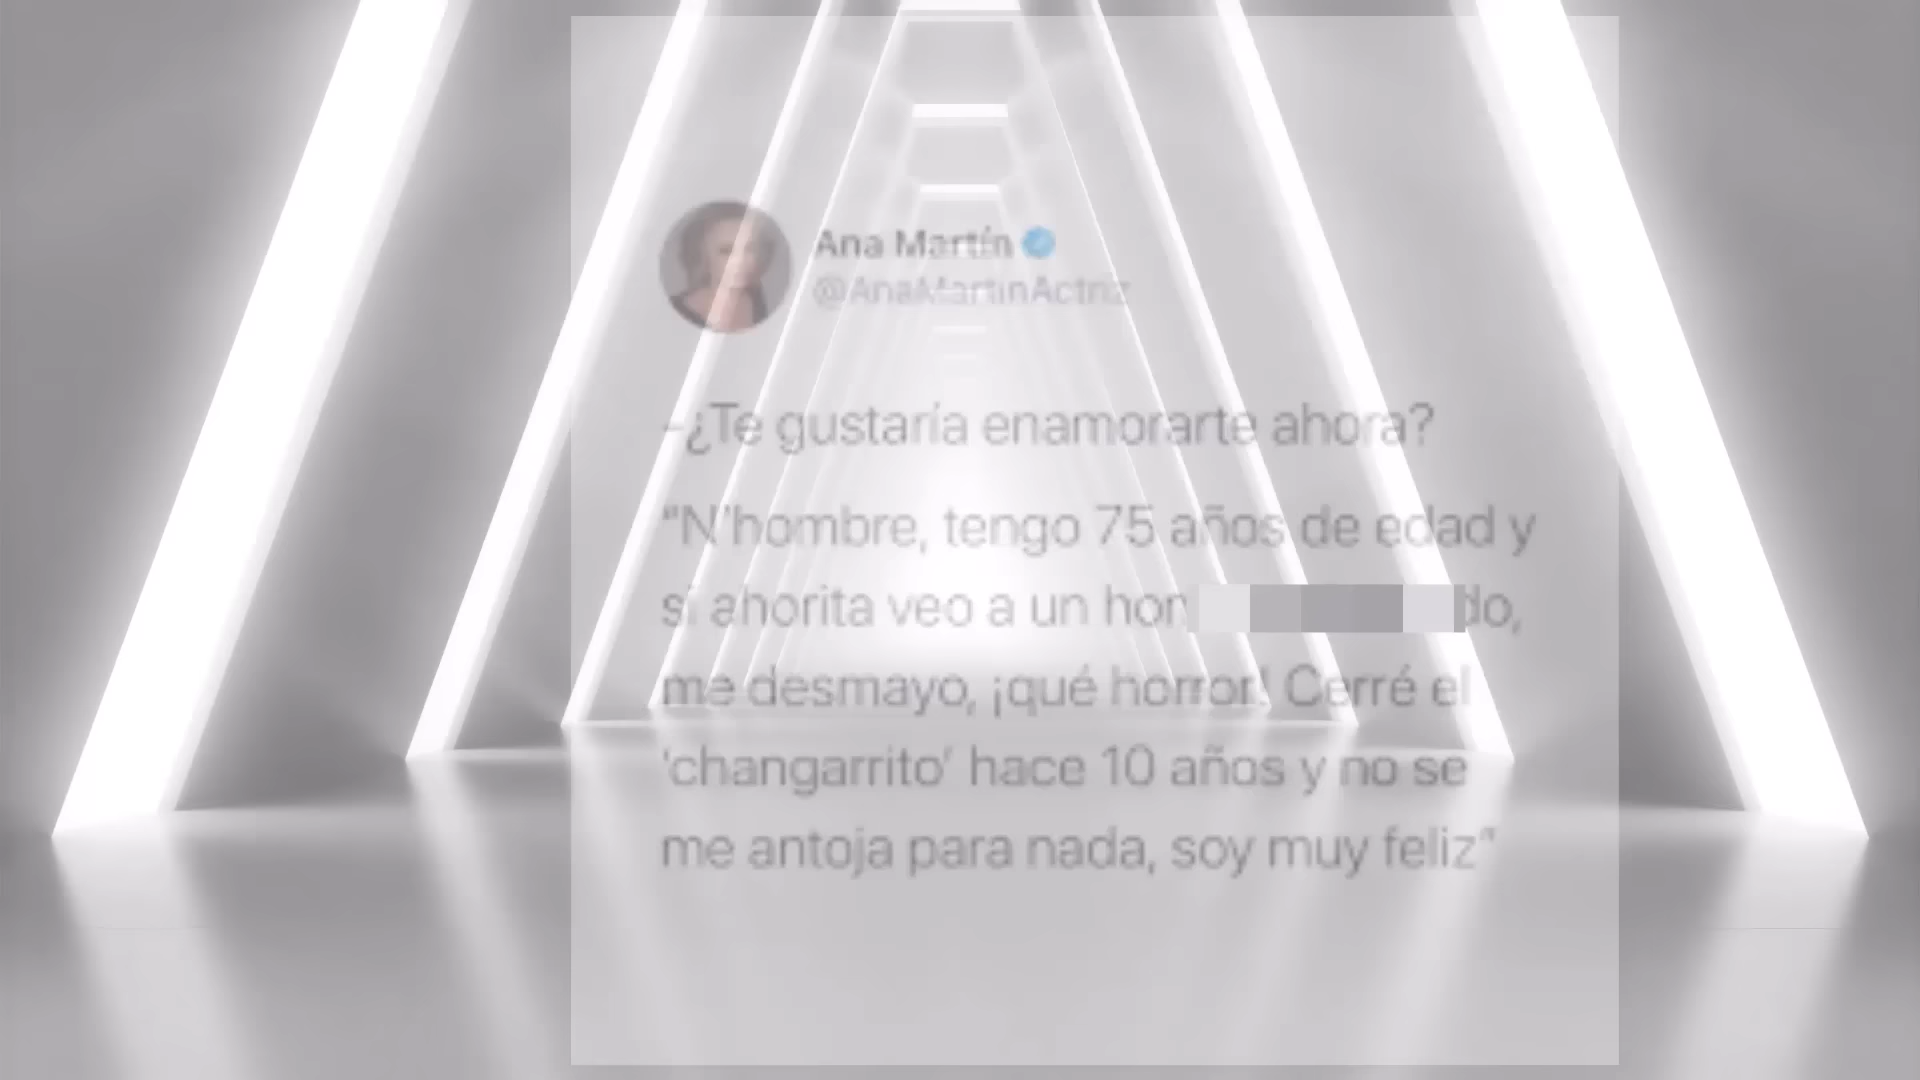 Ana Martín
@AnaMartinActriz
-¿Te gustaría enamorarte ahora?
"N'hombre, tengo 75 años de edad y
si ahorita veo a un
me desmayo, ¡qué horror! Cerré el
'changarrito' hace 10 años y no se
me antoja para nada, soy muy feliz"